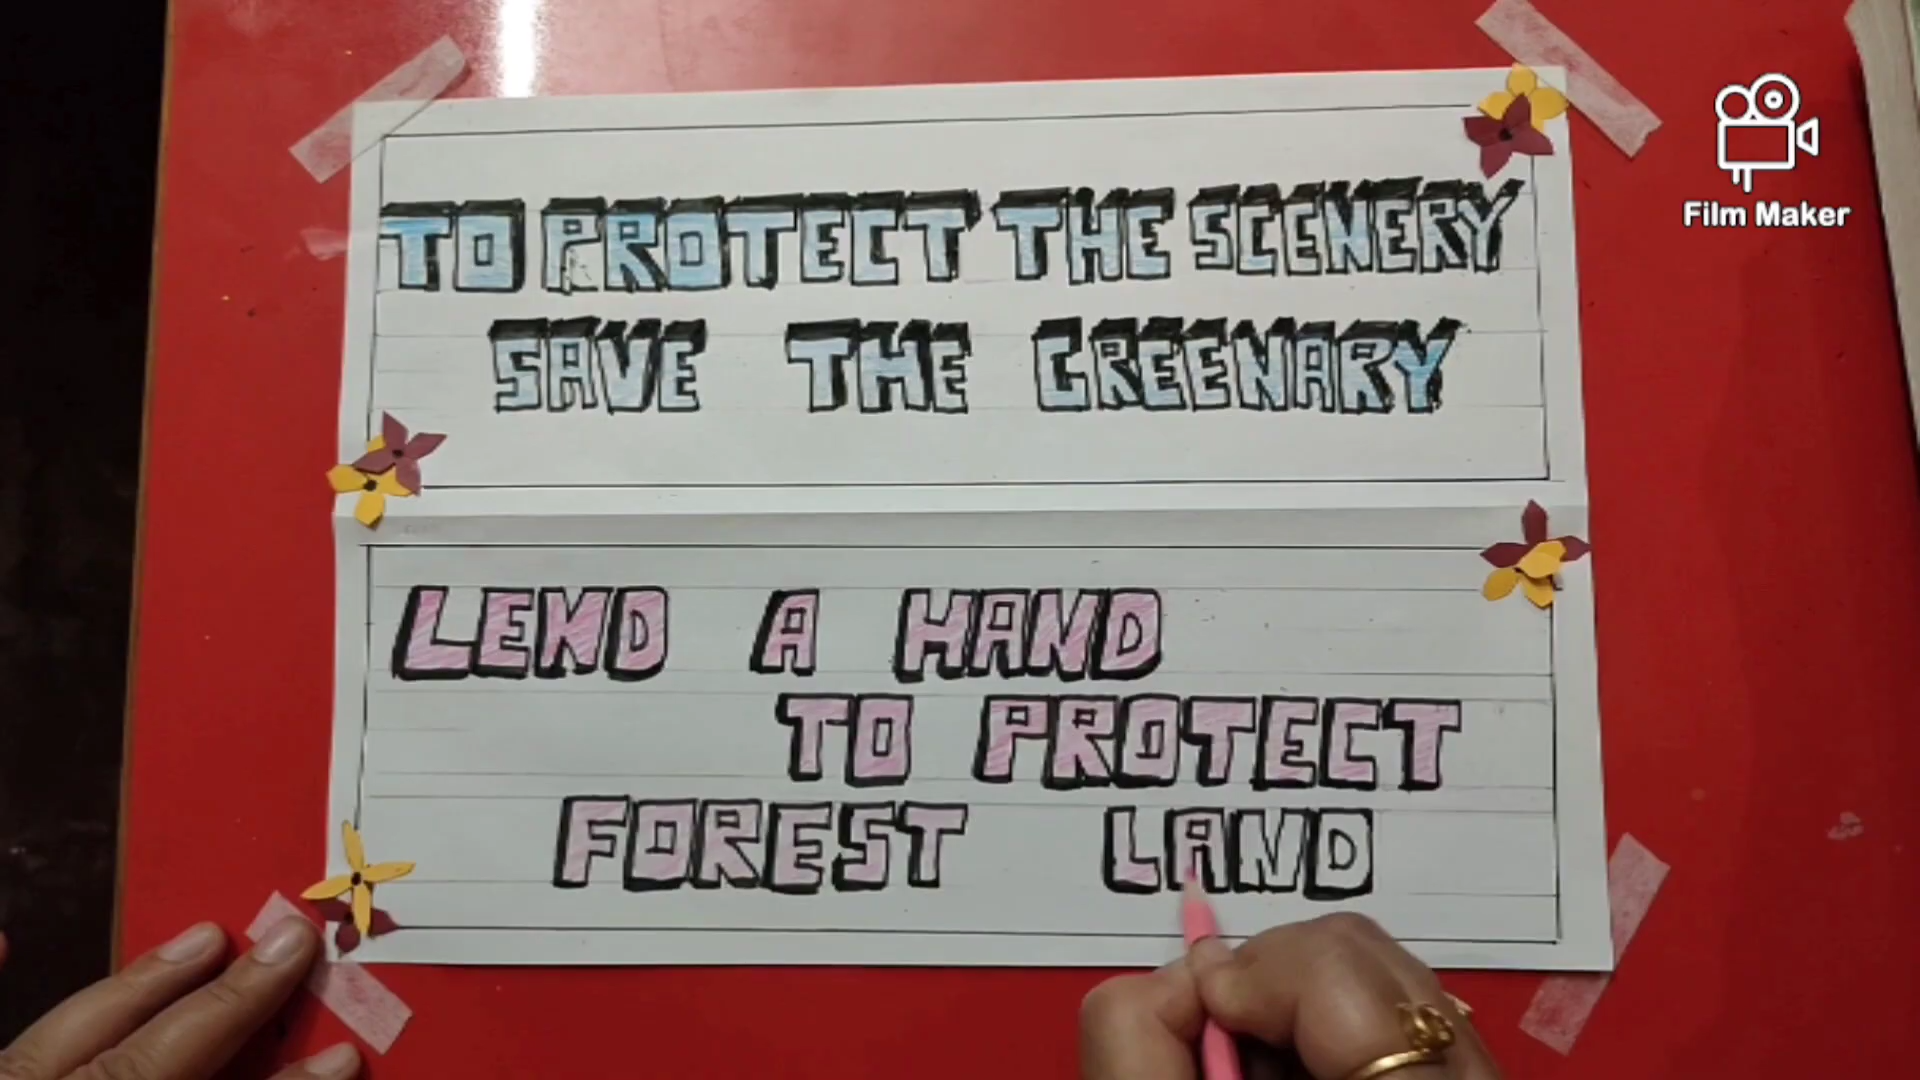 TO PROTECT THE SCENERY
SAVE THE GREENARY
LEND A HAND
TO PROTECT
FOREST LAND
Film Maker